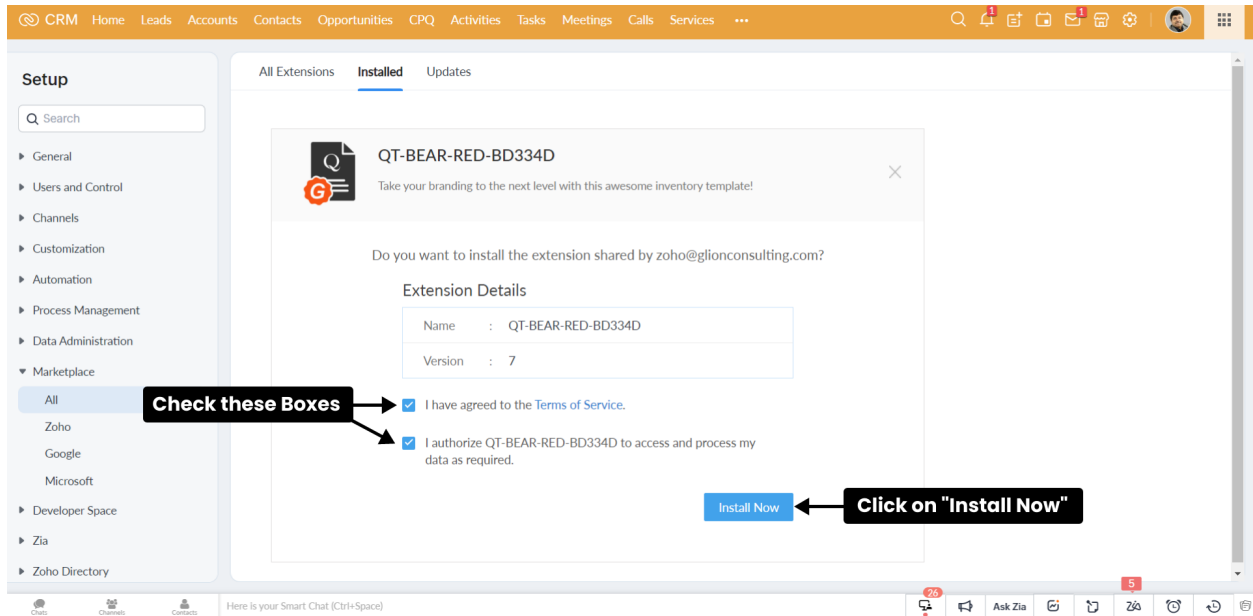 CRM Home Leads Accounts Contacts Opportunities CPQ Activities Tasks Meetings Calls Services •••
1
1
Setup
Search
General
Users and Control
Channels
Customization
Automation
Process Management
Data Administration
Marketplace
All
Zoho
Google
Microsoft
Developer Space
Zia
Zoho Directory
All Extensions Installed Updates
Q
G
QT-BEAR-RED-BD334D
Take your branding to the next level with this awesome inventory template!
Do you want to install the extension shared by zoho@glionconsulting.com?
Extension Details
Name : QT-BEAR-RED-BD334D
Version : 7
Check these Boxes
I have agreed to the Terms of Service.
I authorize QT-BEAR-RED-BD334D to access and process my
data as required.
Install Now
Click on "Install Now"
Chats Channels Contacts
Here is your Smart Chat (Ctrl+Space)
26
Ask Zia
5